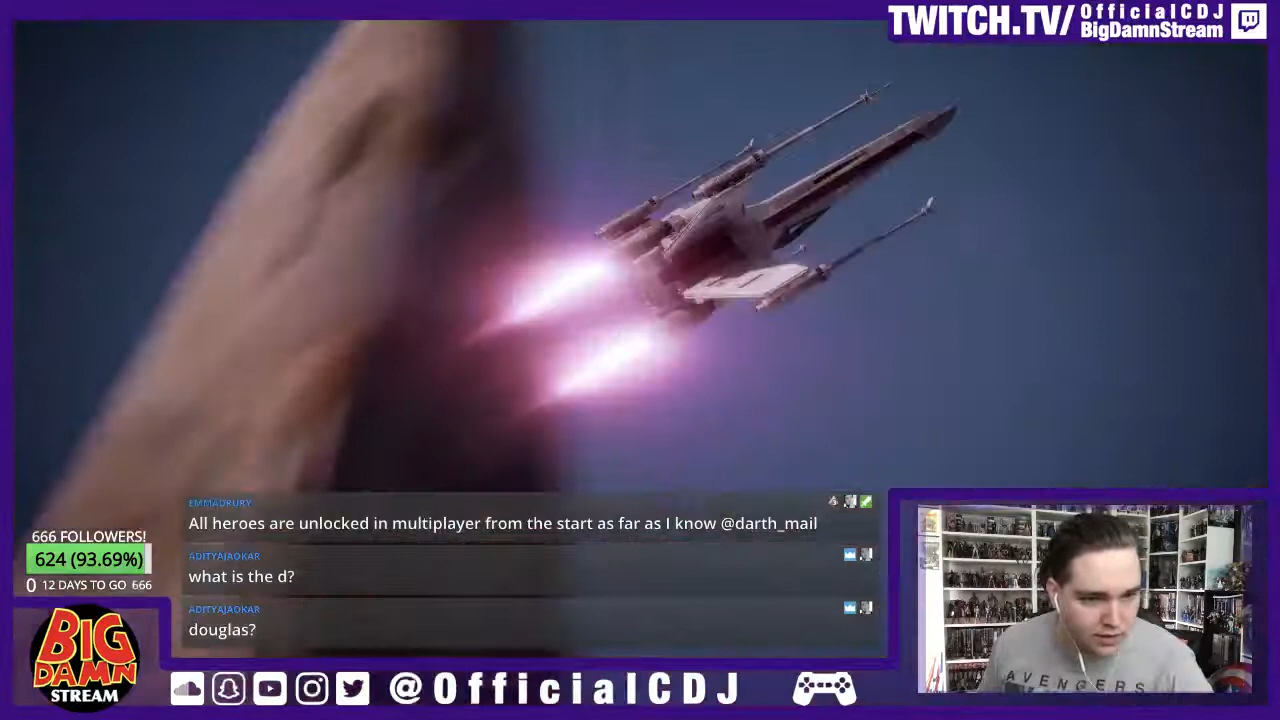 TWITCH.TV/ OfficialCDJ
BigDamnStream
EMMADRURY
All heroes are unlocked in multiplayer from the start as far as I know @darth_mail
ADITYAJAOKAR
what is the d?
ADITYAJAOKAR
douglas?
666 FOLLOWERS!
624 (93.69%)
0 12 DAYS TO GO 666
BIG
DAMN
STREAM
@OfficialCDJ
AVENGERS